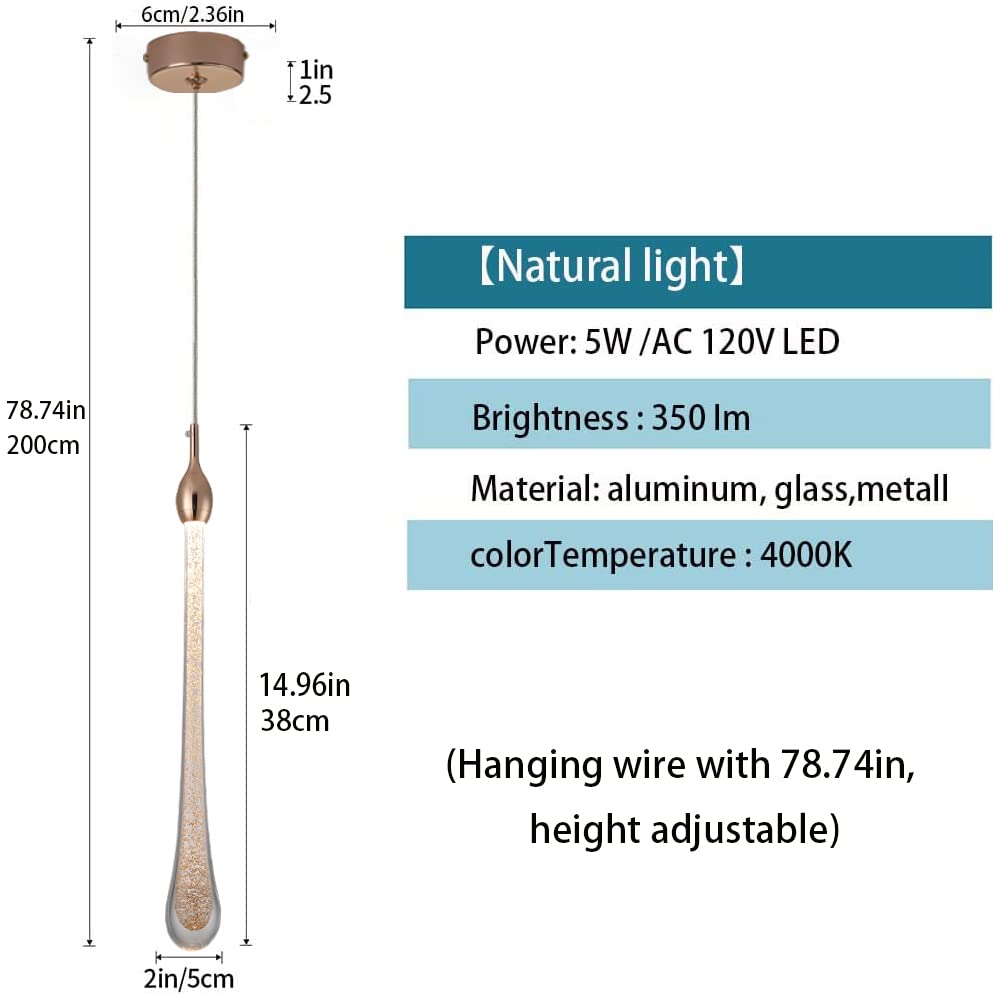 6cm/2.36in
1in
2.5
【Natural light】
Power: 5W /AC 120V LED
78.74in
200cm
Brightness : 350 lm
Material: aluminum, glass,metall
colorTemperature : 4000K
14.96in
38cm
(Hanging wire with 78.74in,
height adjustable)
2in/5cm